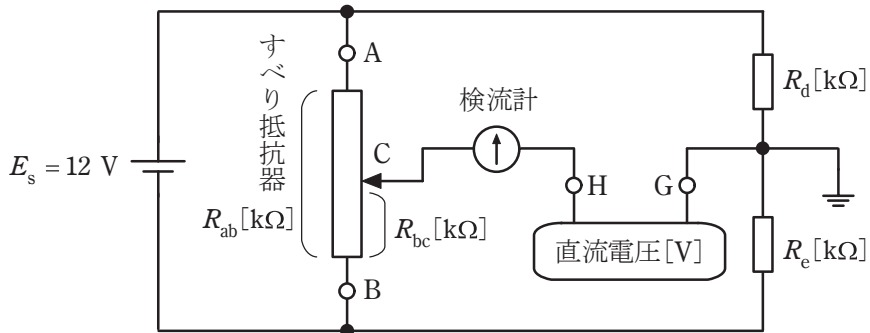 A
すべり抵抗器
検流計
R_d[kΩ]
C
E_s = 12 V
H
G
R_ab[kΩ]
R_bc[kΩ]
直流電圧[V]
R_e[kΩ]
B